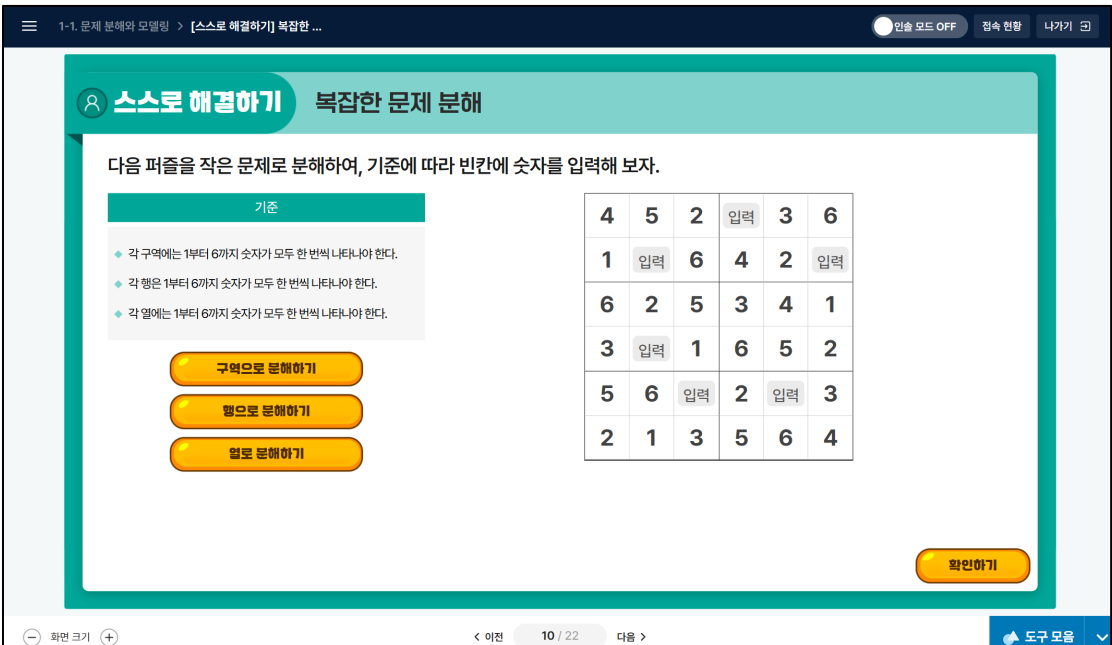 1-1. 문제 분해와 모델링 > [스스로 해결하기] 복잡한 ...
인솔 모드 OFF 접속 현황 나가기
스스로 해결하기 복잡한 문제 분해
다음 퍼즐을 작은 문제로 분해하여, 기준에 따라 빈칸에 숫자를 입력해 보자.
기준
각 구역에는 1부터 6까지 숫자가 모두 한 번씩 나타나야 한다.
각 행은 1부터 6까지 숫자가 모두 한 번씩 나타나야 한다.
각 열에는 1부터 6까지 숫자가 모두 한 번씩 나타나야 한다.
구역으로 분해하기
행으로 분해하기
열로 분해하기
4 5 2 입력 3 6
1 입력 6 4 2 입력
6 2 5 3 4 1
3 입력 1 6 5 2
5 6 입력 2 입력 3
2 1 3 5 6 4
확인하기
화면 크기
< 이전 10 / 22 다음 >
도구 모음